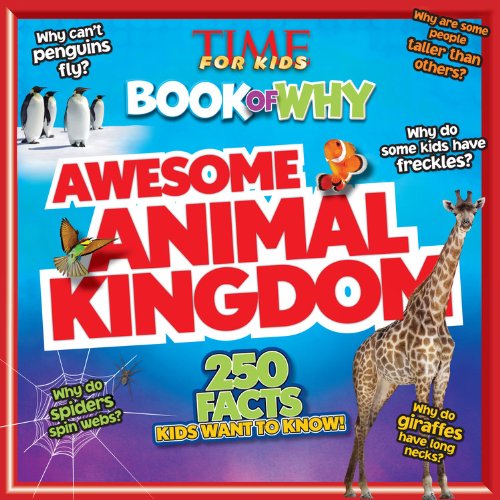 Why can't
penguins
fly?
TIME
FOR KIDS
BOOK OF WHY
Why are some
people
taller than
others?
Why do
some kids have
freckles?
AWESOME
ANIMAL
KINGDOM
250
FACTS
KIDS WANT TO KNOW!
Why do
spiders
spin webs?
Why do
giraffes
have long
necks?